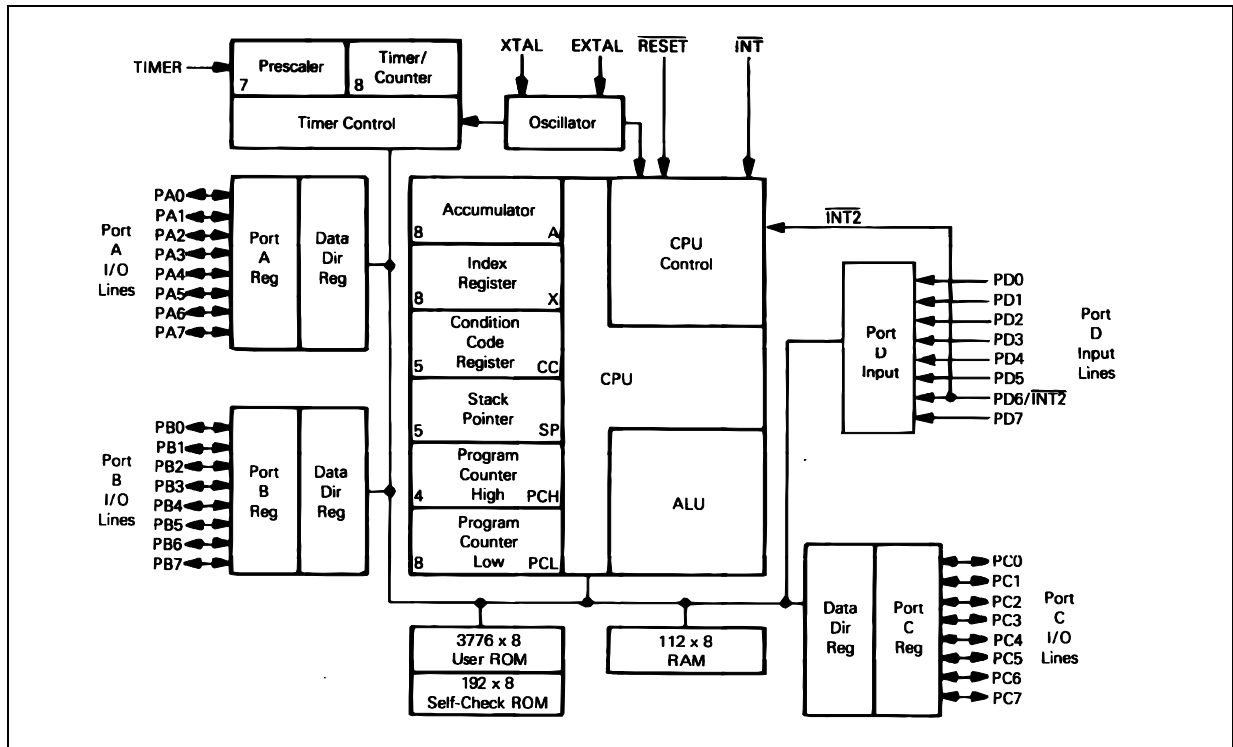 TIMER
Prescaler
7
Timer/
Counter
8
Timer Control
XTAL
EXTAL
RESET
INT
Oscillator
Port
A
I/O
Lines
PA0
PA1
PA2
PA3
PA4
PA5
PA6
PA7
Port
A
Reg
Data
Dir
Reg
Accumulator
8
A
Index
Register
8
X
Condition
Code
Register
5
CC
Stack
Pointer
5
SP
Program
Counter
High
4
PCH
Program
Counter
Low
8
PCL
CPU
CPU
Control
ALU
INT2
Port
D
Input
PD0
PD1
PD2
PD3
PD4
PD5
PD6/INT2
PD7
Port
D
Input
Lines
Port
B
I/O
Lines
PB0
PB1
PB2
PB3
PB4
PB5
PB6
PB7
Port
B
Reg
Data
Dir
Reg
3776 x 8
User ROM
192 x 8
Self-Check ROM
112 x 8
RAM
Data
Dir
Reg
Port
C
Reg
PC0
PC1
PC2
PC3
PC4
PC5
PC6
PC7
Port
C
I/O
Lines